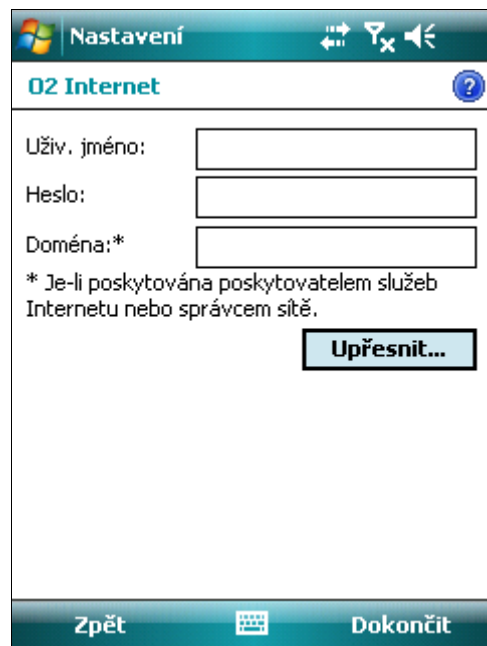 Nastavení
O2 Internet
?
Uživ. jméno:
Heslo:
Doména:*
* Je-li poskytována poskytovatelem služeb
Internetu nebo správcem sítě.
Upřesnit...
Zpět Dokončit